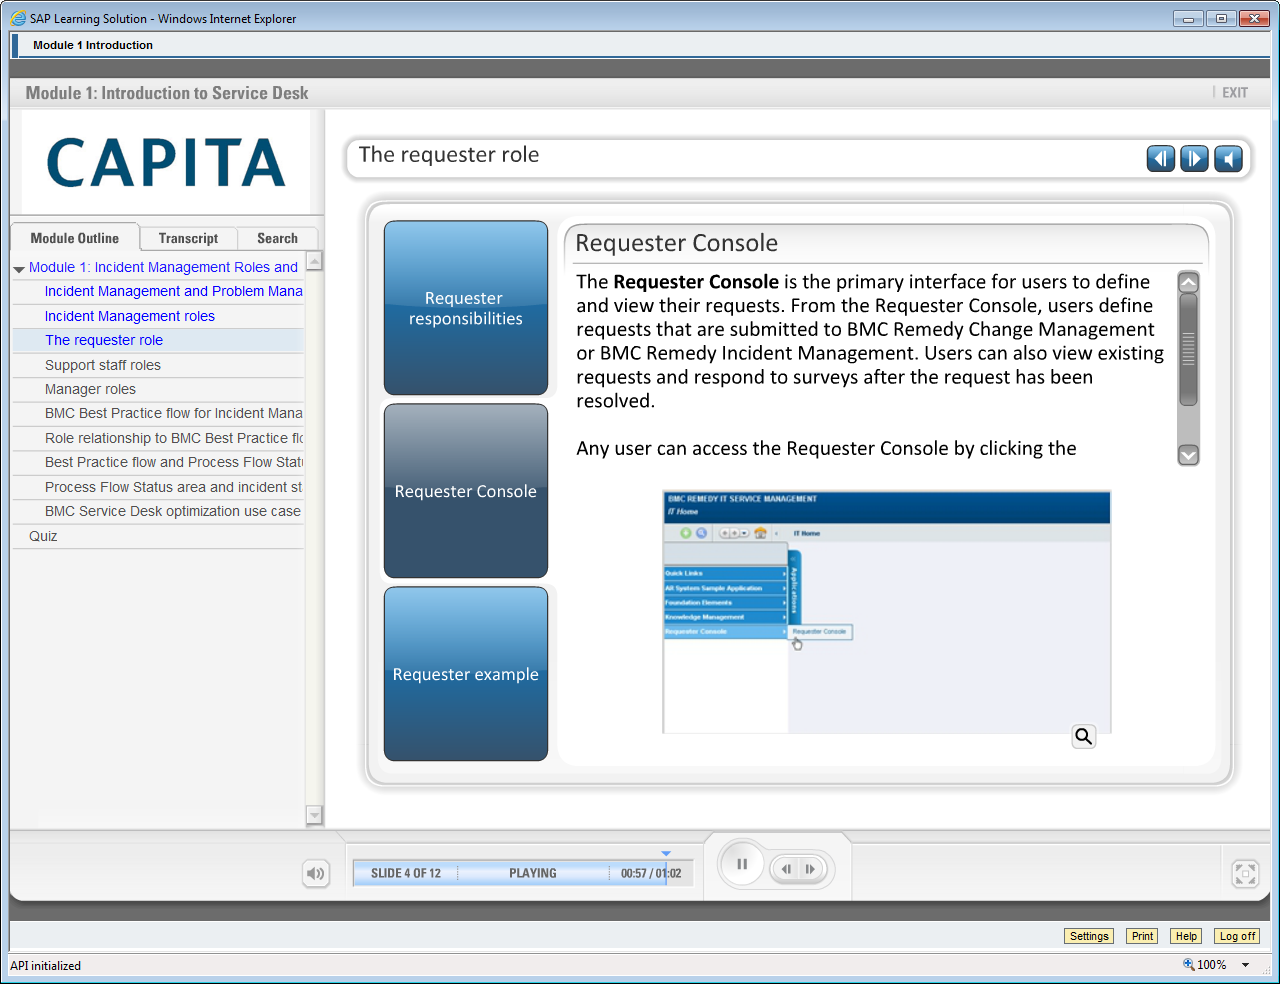 SAP Learning Solution - Windows Internet Explorer
Module 1 Introduction
Module 1: Introduction to Service Desk
EXIT
CAPITA
The requester role
Module Outline
Transcript
Search
Module 1: Incident Management Roles and
Incident Management and Problem Mana
Incident Management roles
The requester role
Support staff roles
Manager roles
BMC Best Practice flow for Incident Mana
Role relationship to BMC Best Practice flo
Best Practice flow and Process Flow Statu
Process Flow Status area and incident st
BMC Service Desk optimization use case
Quiz
Requester
responsibilities
Requester Console
Requester example
Requester Console
The Requester Console is the primary interface for users to define
and view their requests. From the Requester Console, users define
requests that are submitted to BMC Remedy Change Management
or BMC Remedy Incident Management. Users can also view existing
requests and respond to surveys after the request has been
resolved.
Any user can access the Requester Console by clicking the
BMC REMEDY IT SERVICE MANAGEMENT
IT Home
IT Home
Quick Links
AR System Sample Application
Foundation Elements
Knowledge Management
Requester Console
Applications
Requester Console
SLIDE 4 OF 12
PLAYING
00:57 / 01:02
Settings
Print
Help
Log off
API initialized
100%